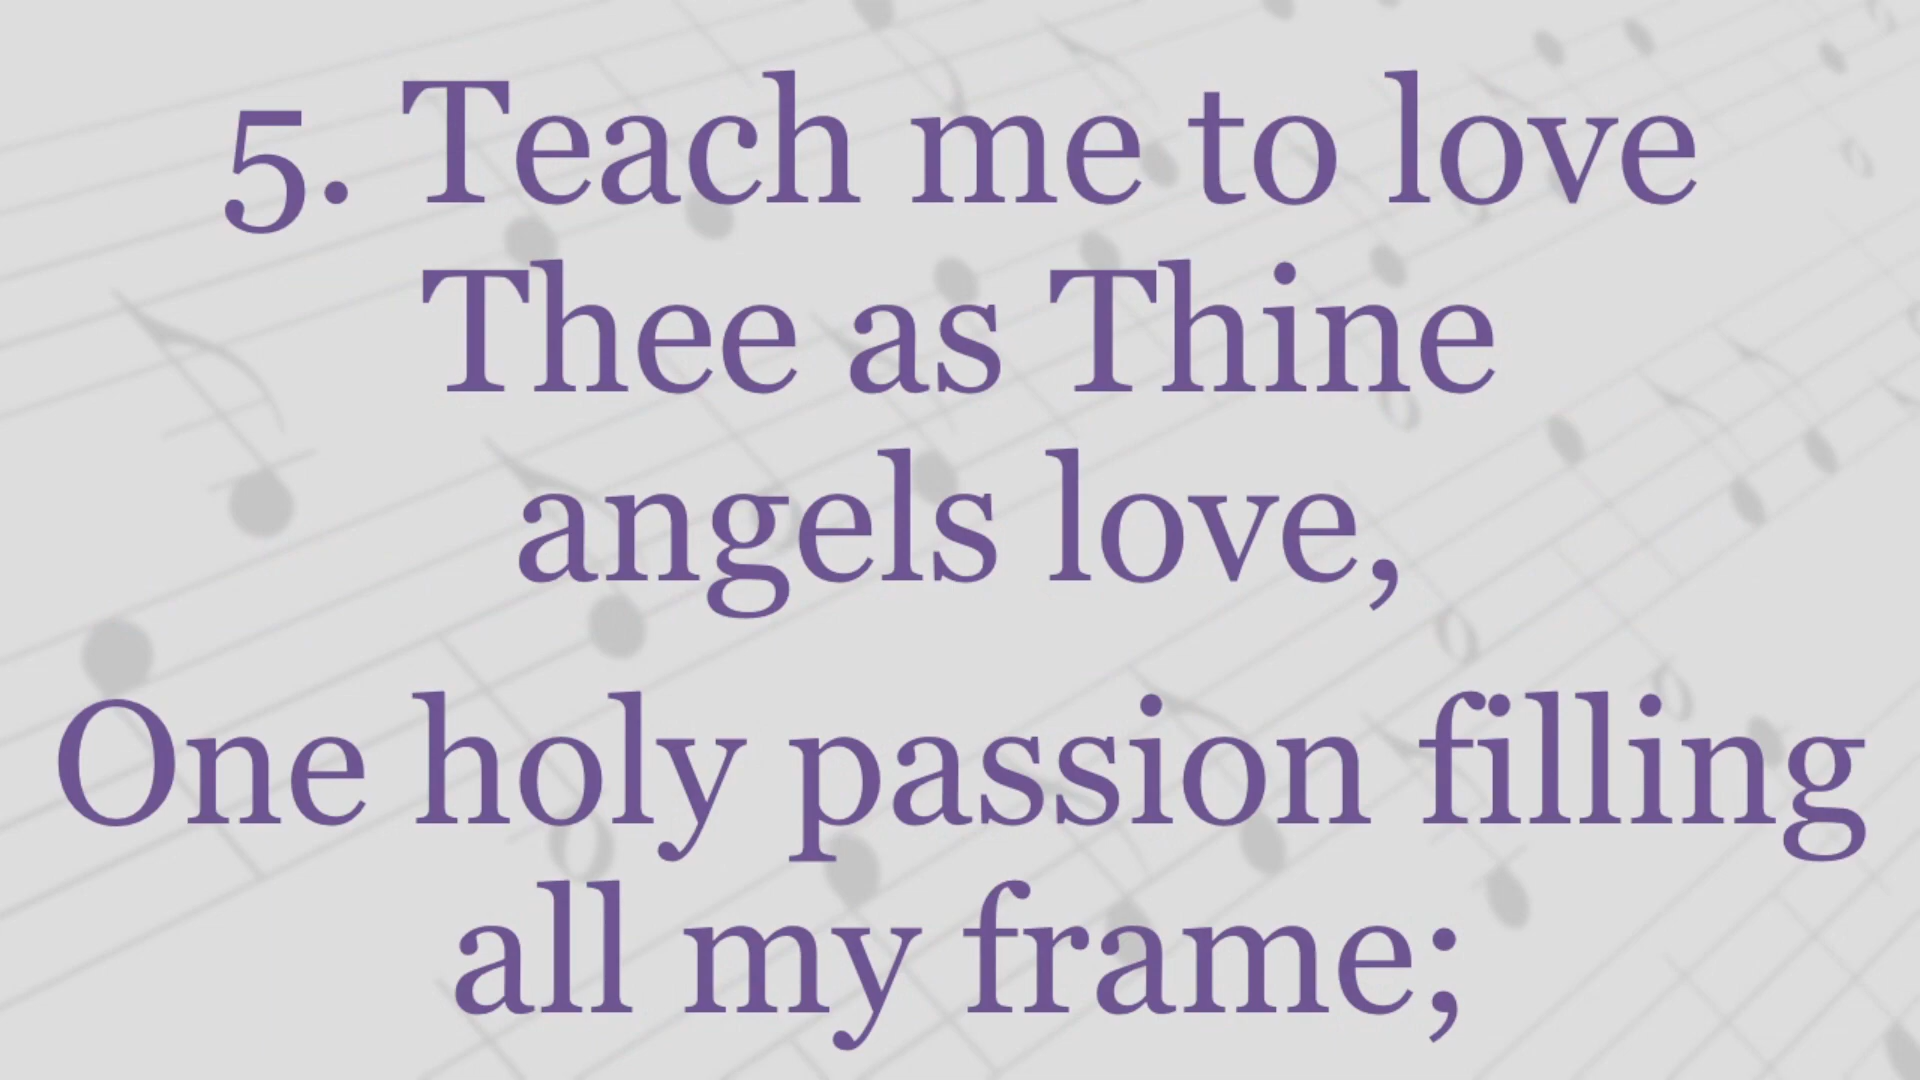 5. Teach me to love
Thee as Thine
angels love,
One holy passion filling
all my frame;